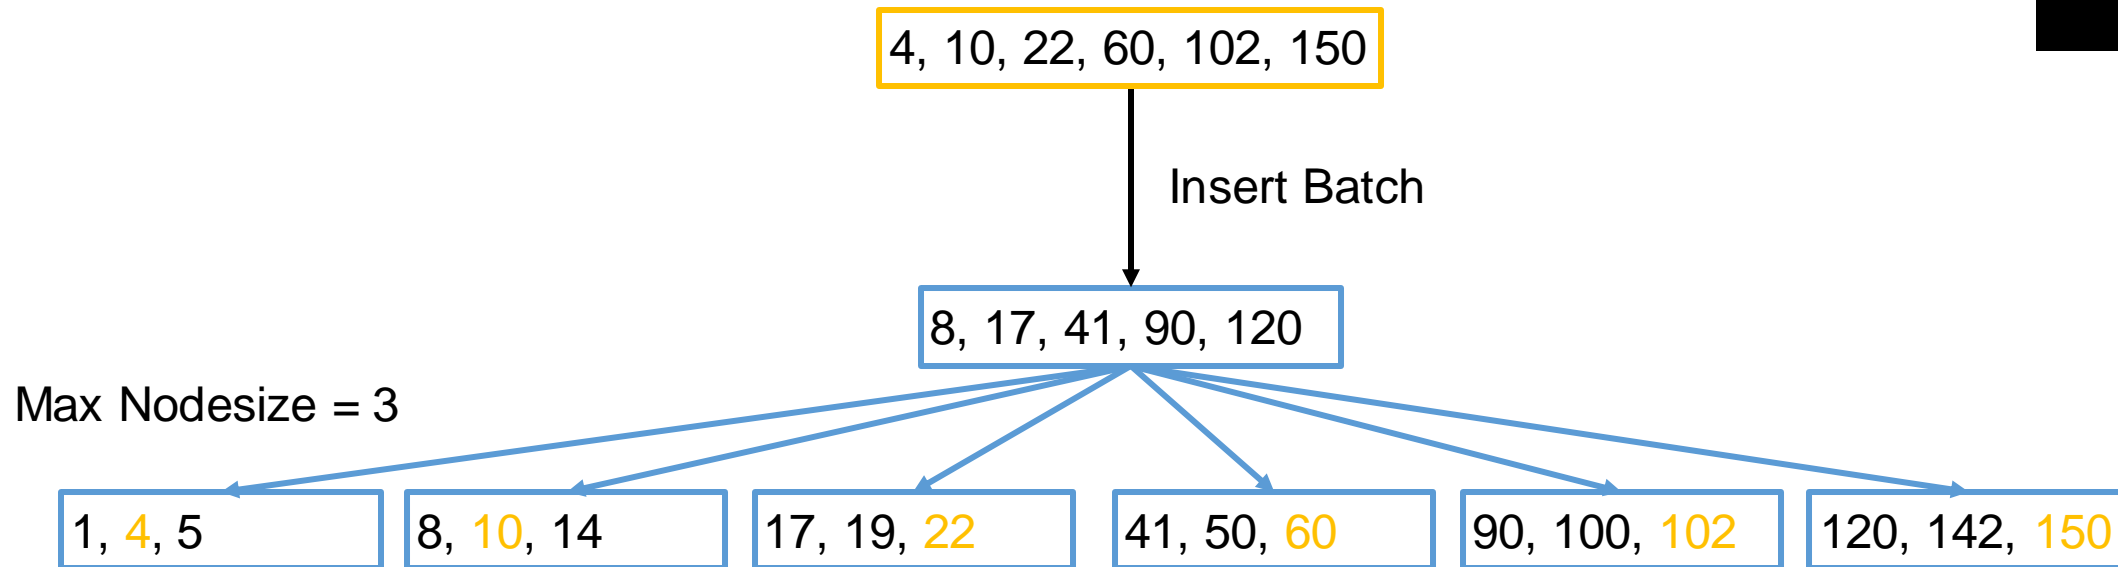 4, 10, 22, 60, 102, 150
Insert Batch
8, 17, 41, 90, 120
Max Nodesize = 3
1, 4, 5
8, 10, 14
17, 19, 22
41, 50, 60
90, 100, 102
120, 142, 150